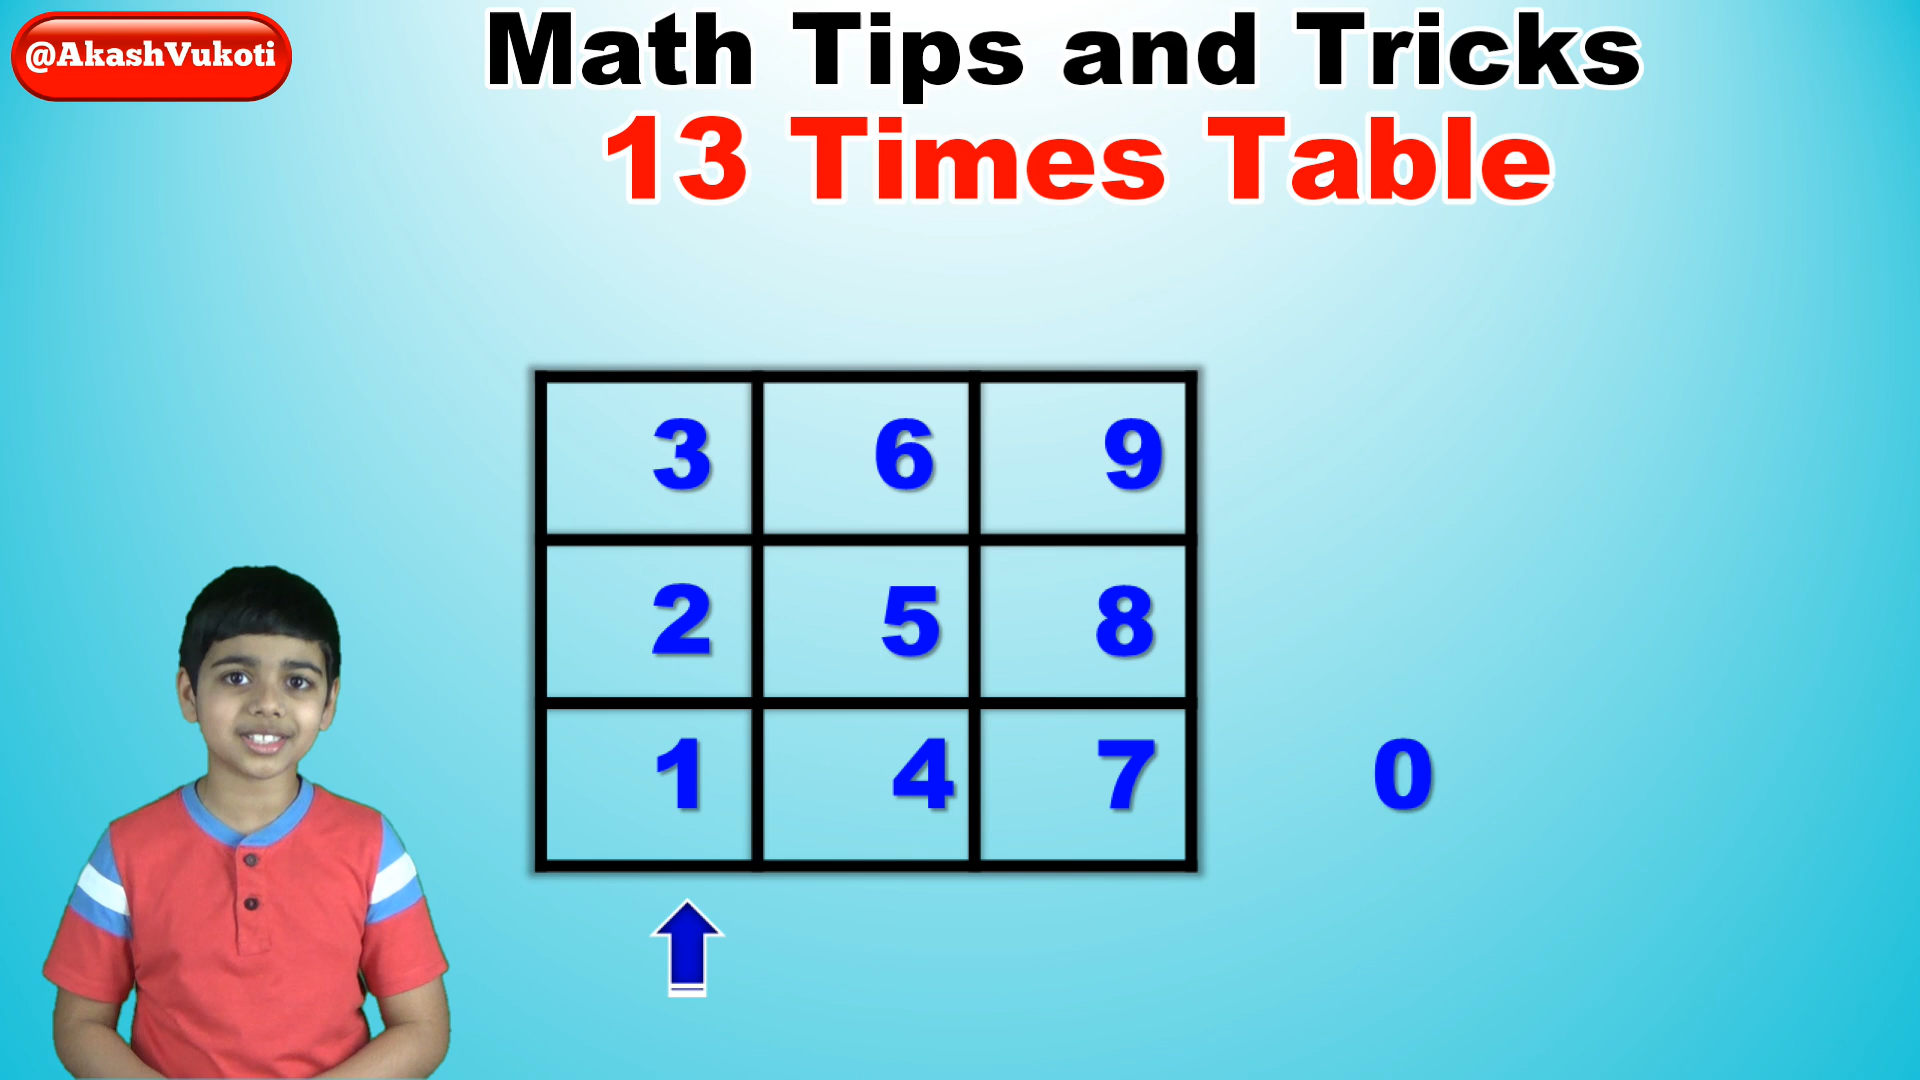 @AkashVukoti
Math Tips and Tricks
13 Times Table
3 6 9
2 5 8
1 4 7 0